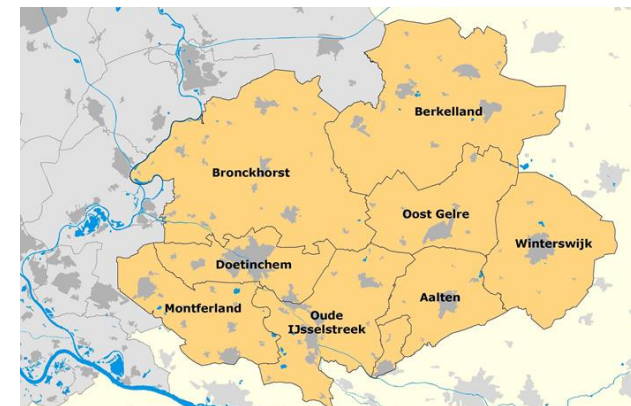 Berkelland
Bronckhorst
Oost Gelre
Winterswijk
Doetinchem
Aalten
Montferland
Oude
IJsselstreek